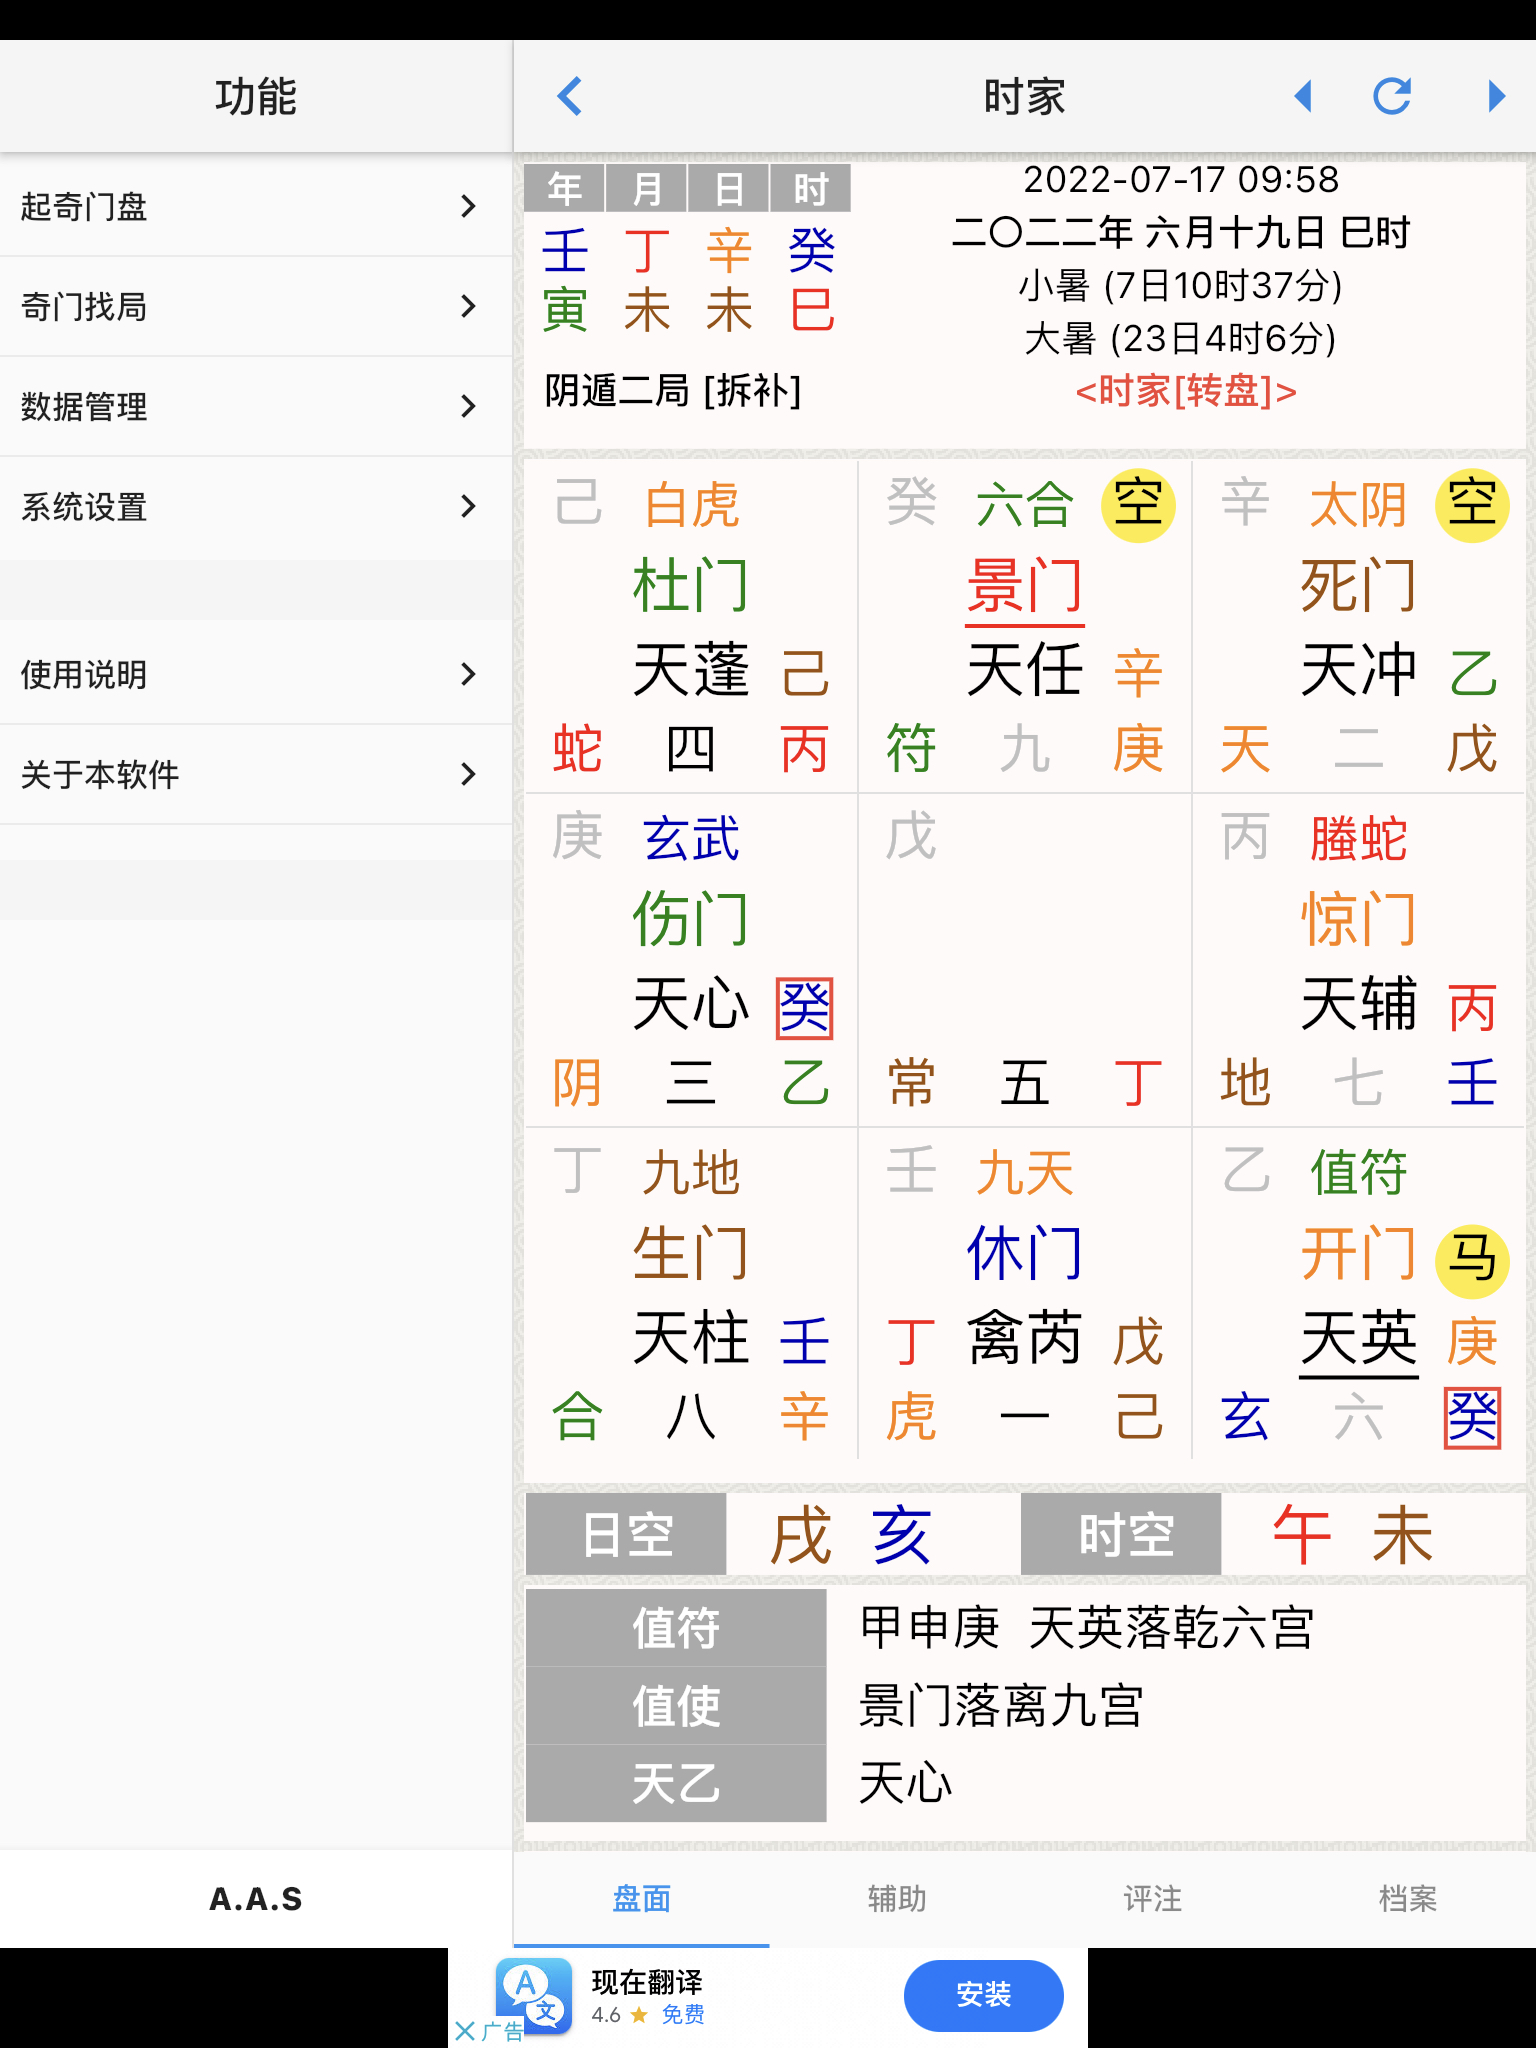 功能
起奇门盘
奇门找局
数据管理
系统设置
使用说明
关于本软件
A.A.S
时家
年 月 日 时
壬 丁 辛 癸
寅 未 未 巳
阴遁二局 [拆补]
2022-07-17 09:58
二〇二二年 六月十九日 巳时
小暑 (7日10时37分)
大暑 (23日4时6分)
<时家[转盘]>
己 白虎
杜门
天蓬 己
蛇 四 丙
癸 六合 空
景门
天任 辛
符 九 庚
辛 太阴 空
死门
天冲 乙
天 二 戊
庚 玄武
伤门
天心 癸
阴 三 乙
戊
常 五 丁
丙 螣蛇
惊门
天辅 丙
地 七 壬
丁 九地
生门
天柱 壬
合 八 辛
壬 九天
休门
丁 禽芮 戊
虎 一 己
乙 值符
开门 马
天英 庚
玄 六 癸
日空 戌 亥 时空 午 未
值符 甲申庚 天英落乾六宫
值使 景门落离九宫
天乙 天心
盘面 辅助 评注 档案
现在翻译
4.6 ★ 免费
安装
广告